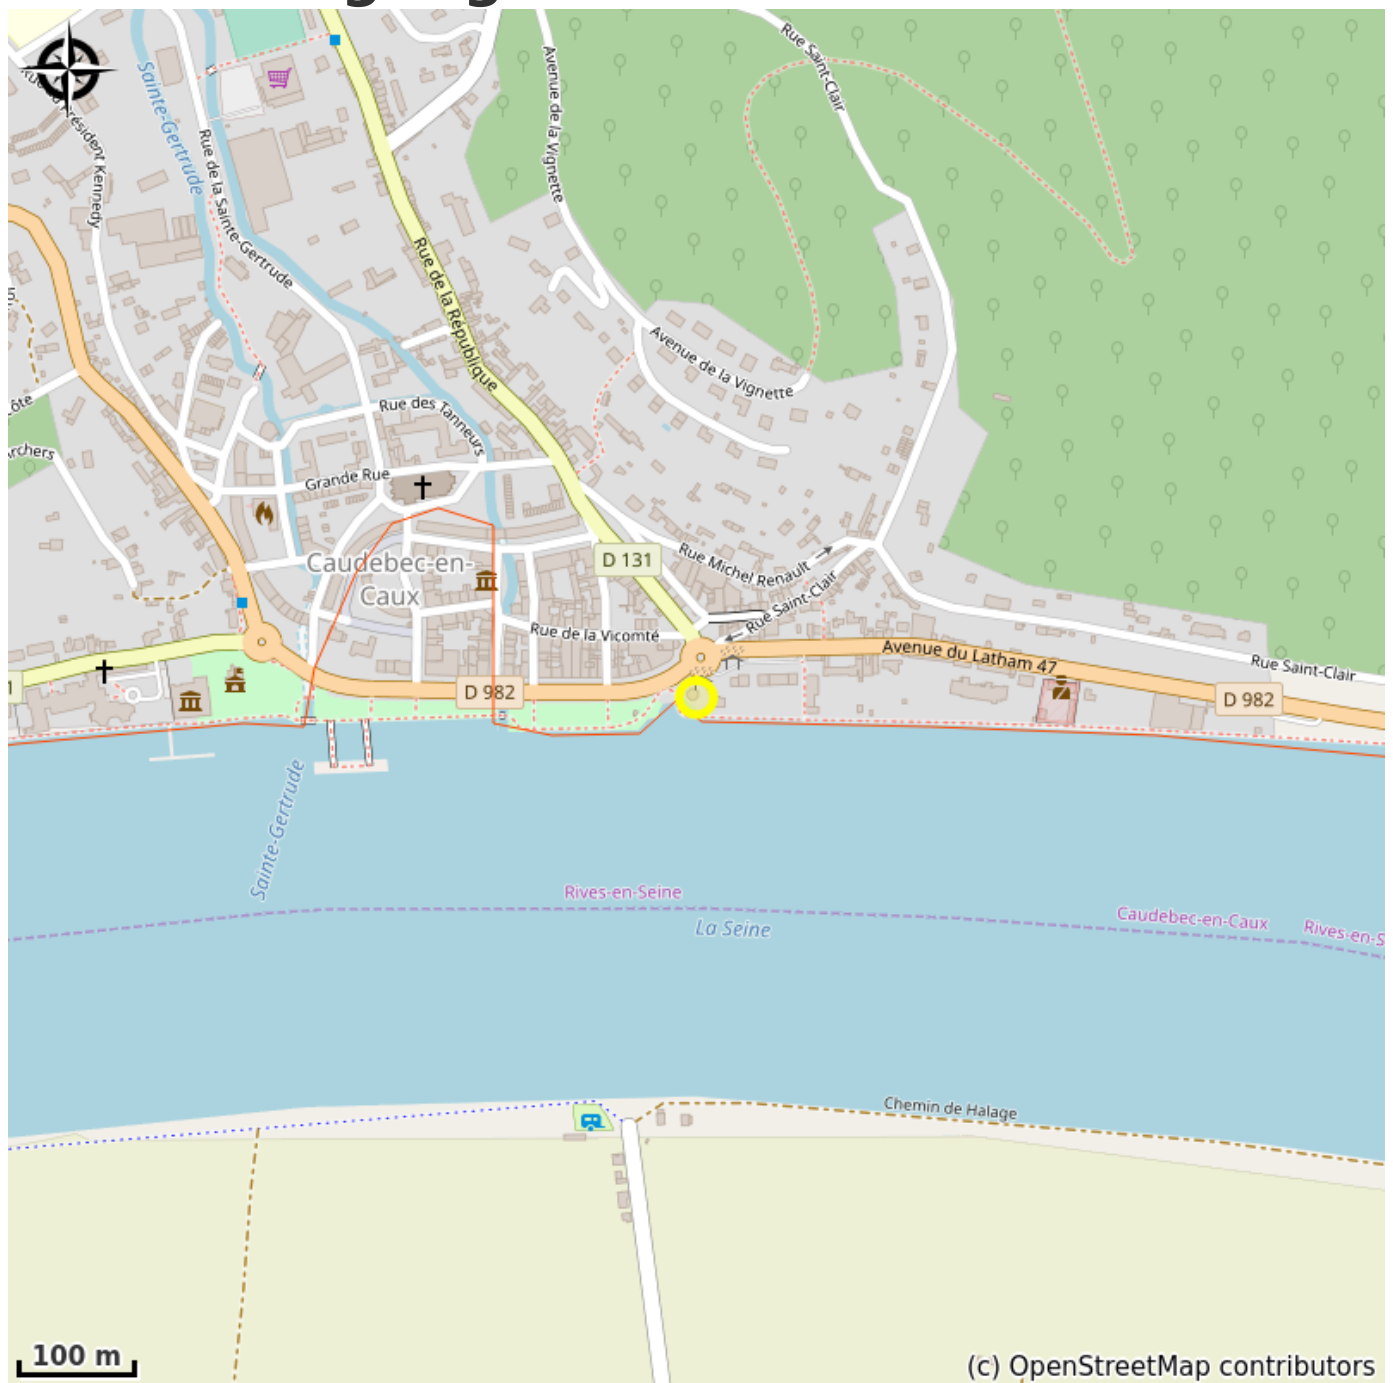 Rue Saint-Clair
Avenue de la Vignette
Sainte-Gertrude
Rue de la Sainte-Gertrude
Rue de la République
Avenue de la Vignette
Rue des Tanneurs
Grande Rue
Caudebec-en-
Caux
D 131
Rue Michel Renault
Rue Saint-Clair
Rue de la Vicomté
Avenue du Latham 47
Rue Saint-Clair
D 982
D 982
1
Sainte-Gertrude
Rives-en-Seine
La Seine
Caudebec-en-Caux
Rives-en-S
Chemin de Halage
100 m
(c) OpenStreetMap contributors